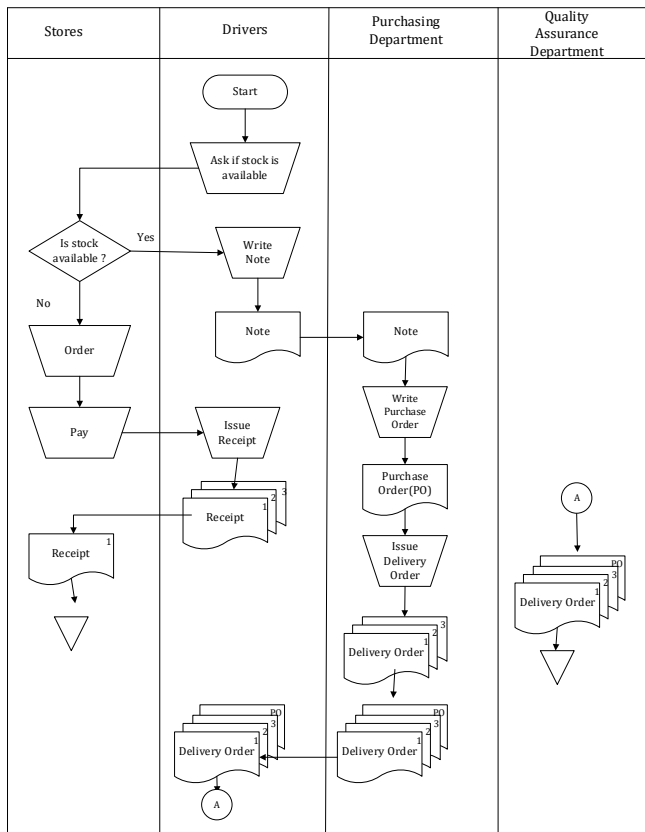 Stores
Drivers
Purchasing
Department
Quality
Assurance
Department
Start
Ask if stock is
available
Is stock
available ?
Yes
Write
Note
No
Note
Note
Order
Write
Purchase
Order
Pay
Issue
Receipt
Purchase
Order(PO)
A
3
2
1
Receipt
1
Receipt
Issue
Delivery
Order
PO
3
2
1
Delivery Order
3
2
1
Delivery Order
PO
3
2
1
Delivery Order
PO
3
2
1
Delivery Order
A